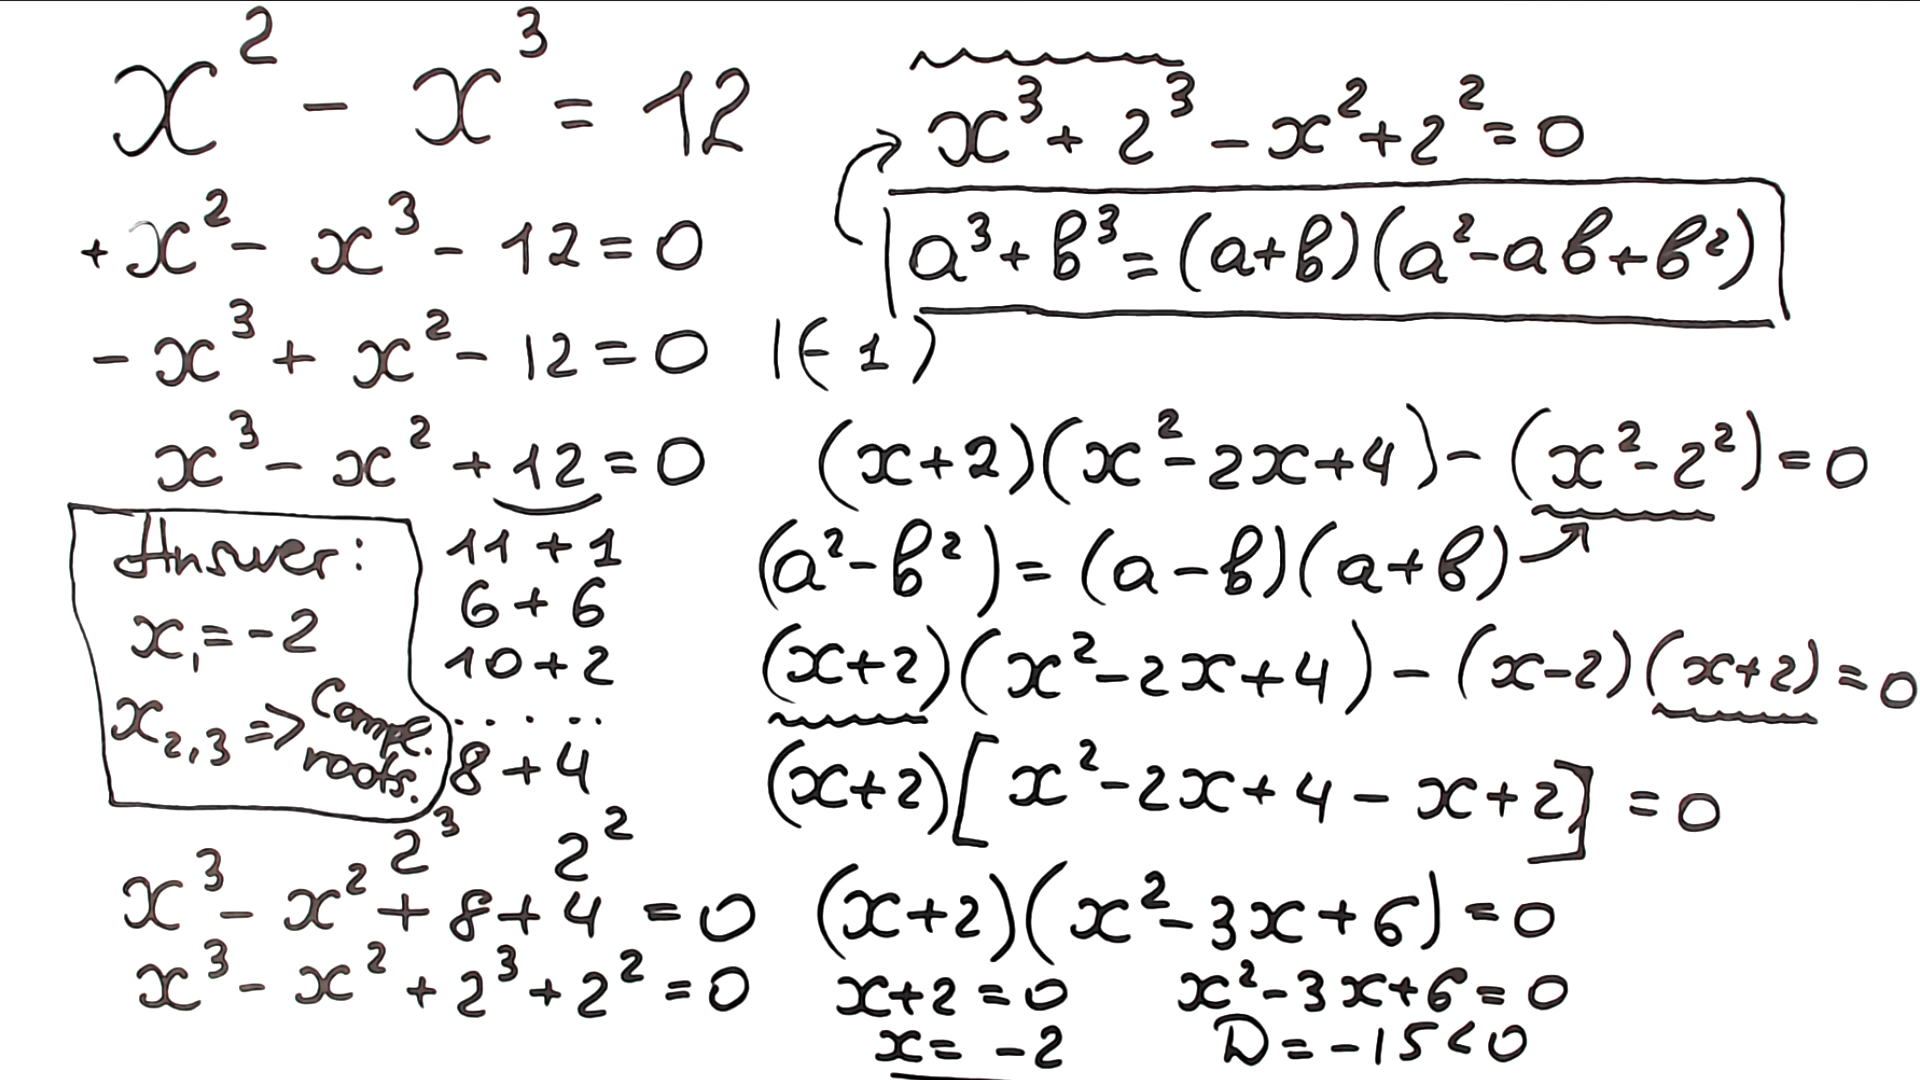 x² - x³ = 12
+ x² - x³ - 12 = 0
- x³ + x² - 12 = 0 |(-1)
x³ - x² + 12 = 0
11 + 1
6 + 6
10 + 2
.....
8 + 4
Answer:
x₁ = -2
x₂,₃ => Compl.
roots.
2³ 2²
x³ - x² + 8 + 4 = 0
x³ - x² + 2³ + 2² = 0
x³ + 2³ - x² + 2² = 0
a³ + b³ = (a+b)(a² - ab + b²)
(x+2)(x² - 2x + 4) - (x² - 2²) = 0
(a² - b²) = (a - b)(a + b)
(x+2)(x² - 2x + 4) - (x - 2)(x + 2) = 0
(x+2)[x² - 2x + 4 - x + 2] = 0
(x+2)(x² - 3x + 6) = 0
x + 2 = 0 x² - 3x + 6 = 0
x = -2 D = -15 < 0